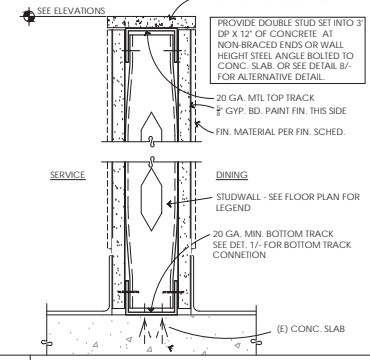 SEE ELEVATIONS
PROVIDE DOUBLE STUD SET INTO 3'
DP X 12" OF CONCRETE AT
NON-BRACED ENDS OR WALL
HEIGHT STEEL ANGLE BOLTED TO
CONC. SLAB. OR SEE DETAIL 8/-
FOR ALTERNATIVE DETAIL.
20 GA. MTL TOP TRACK
GYP. BD. PAINT FIN. THIS SIDE
FIN. MATERIAL PER FIN. SCHED.
SERVICE
DINING
STUDWALL - SEE FLOOR PLAN FOR
LEGEND
20 GA. MIN. BOTTOM TRACK
SEE DET. 1/- FOR BOTTOM TRACK
CONNETION
(E) CONC. SLAB